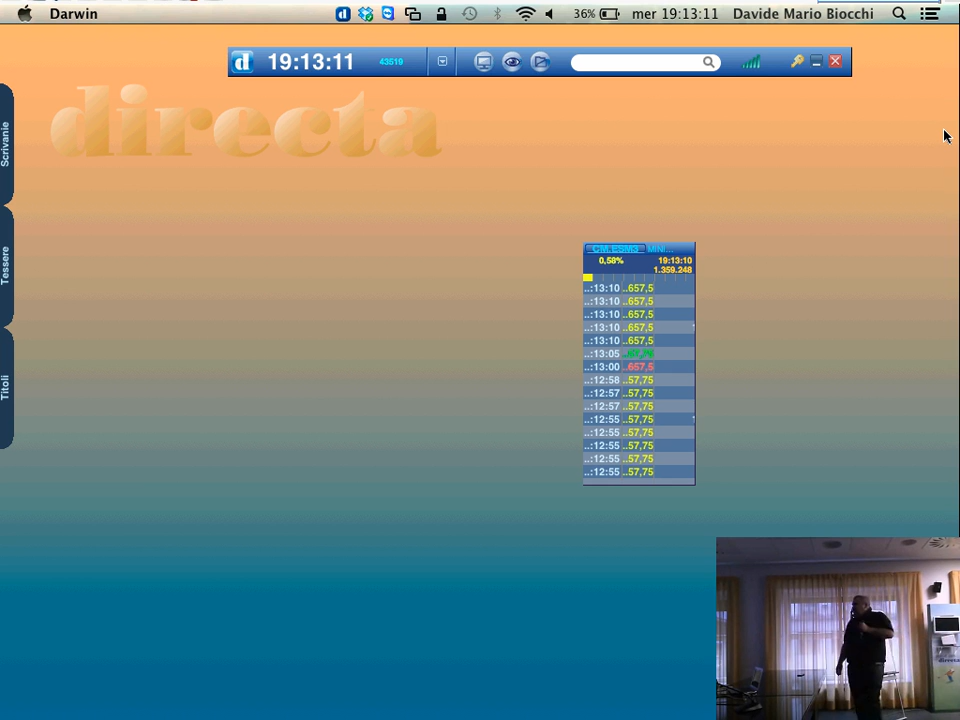 Darwin
36%
mer 19:13:11
Davide Mario Biocchi
d
19:13:11
43519
directa
Scrivanie
Tessere
Titoli
CM.ESM3 MINI...
0,58% 19:13:10
1.359.248
..:13:10 ..657,5
..:13:10 ..657,5
..:13:10 ..657,5
..:13:10 ..657,5
..:13:10 ..657,5
..:13:05
..:13:00 ..657,5
..:12:58 ..57,75
..:12:57 ..57,75
..:12:57 ..57,75
..:12:55 ..57,75
..:12:55 ..57,75
..:12:55 ..57,75
..:12:55 ..57,75
..:12:55 ..57,75
directa